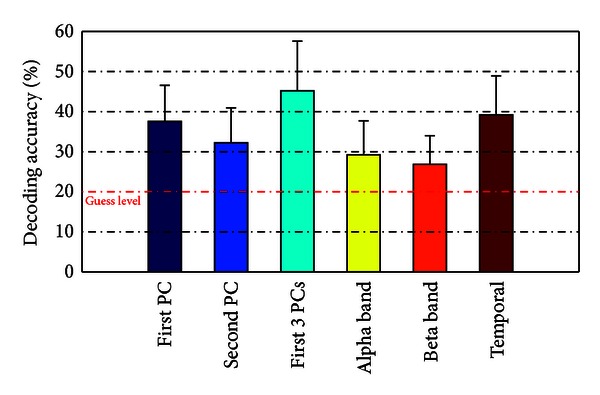 Decoding accuracy (%)
60
50
40
30
20
10
0
Guess level
First PC
Second PC
First 3 PCs
Alpha band
Beta band
Temporal